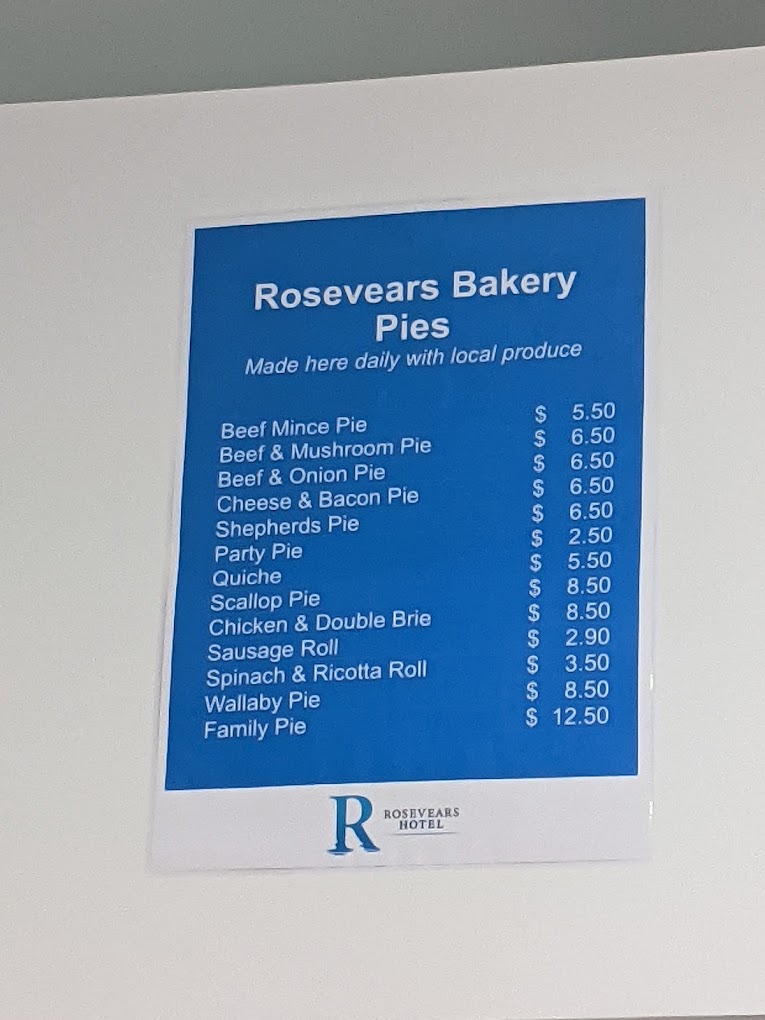 Rosevears Bakery
Pies
Made here daily with local produce
Beef Mince Pie $ 5.50
Beef & Mushroom Pie $ 6.50
Beef & Onion Pie $ 6.50
Cheese & Bacon Pie $ 6.50
Shepherds Pie $ 6.50
Party Pie $ 2.50
Quiche $ 5.50
Scallop Pie $ 8.50
Chicken & Double Brie $ 8.50
Sausage Roll $ 2.90
Spinach & Ricotta Roll $ 3.50
Wallaby Pie $ 8.50
Family Pie $ 12.50
R ROSEVEARS
HOTEL